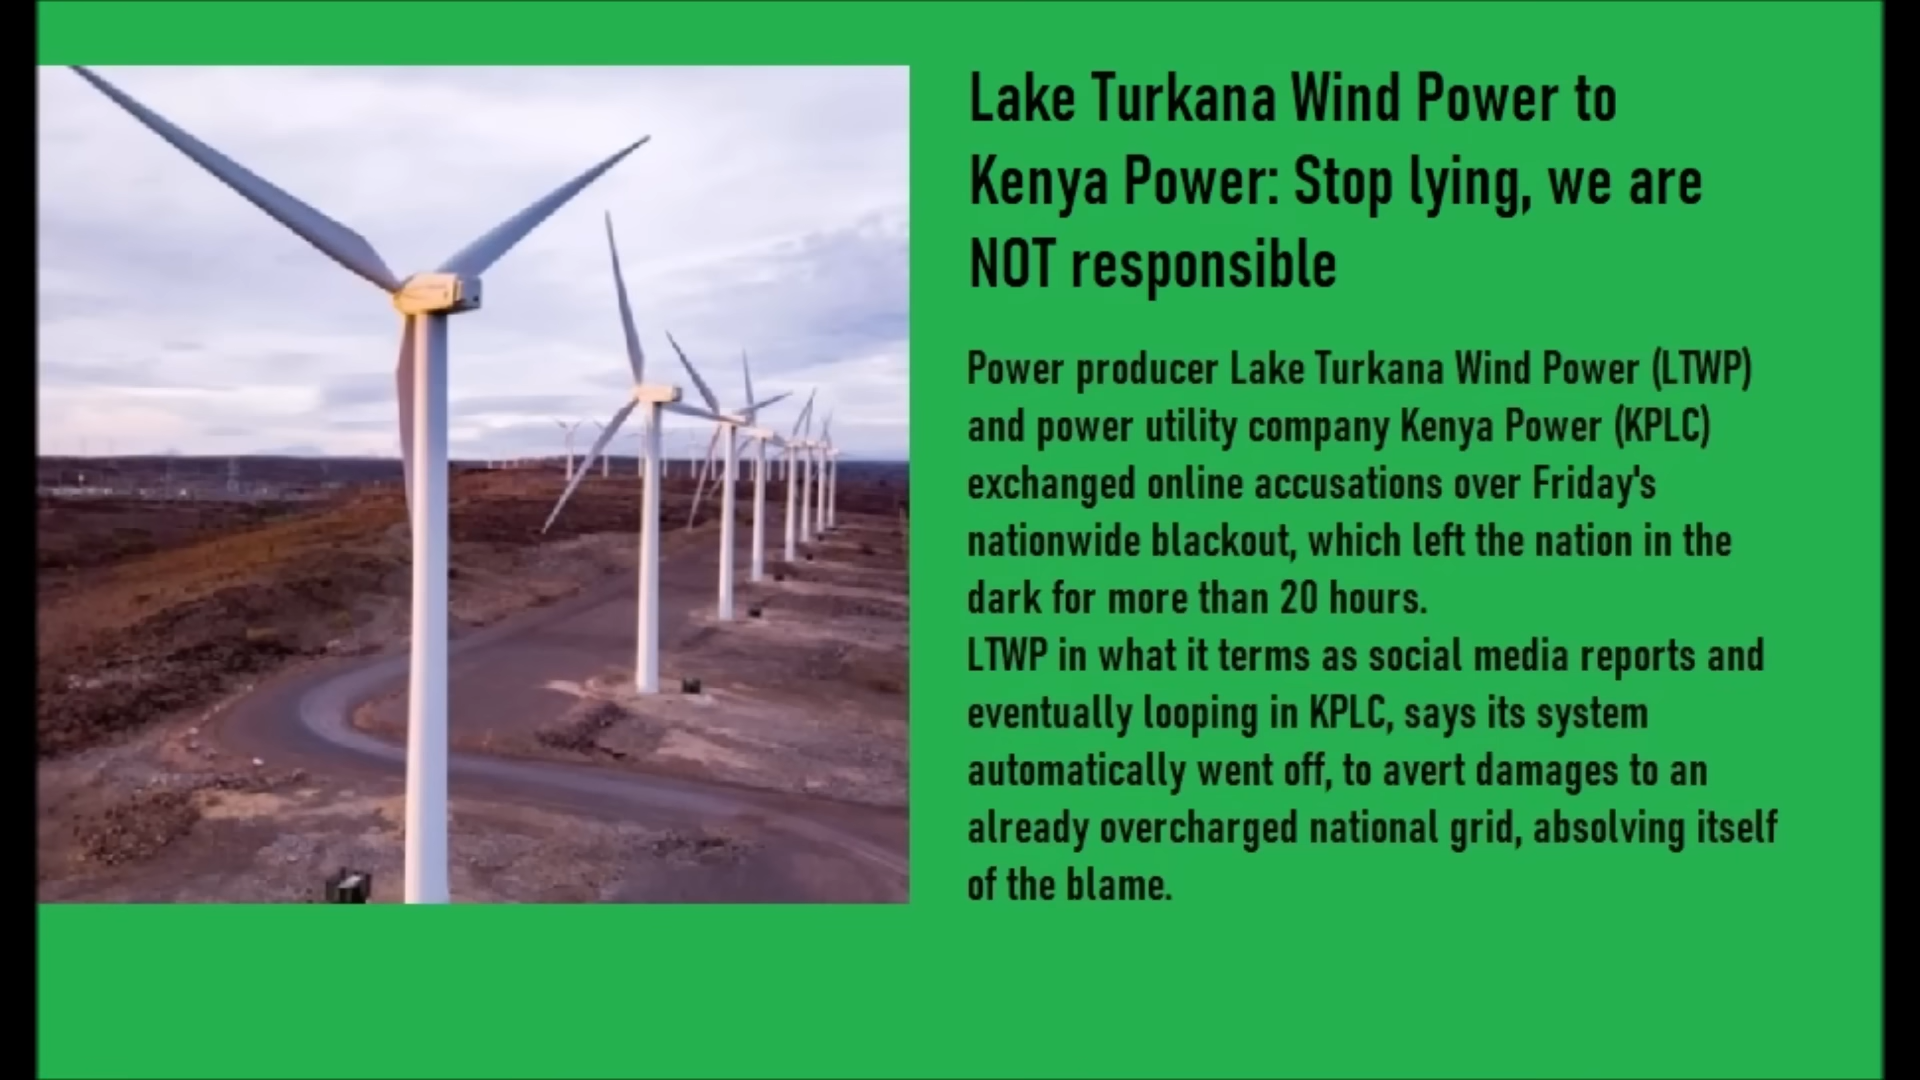 Lake Turkana Wind Power to
Kenya Power: Stop lying, we are
NOT responsible
Power producer Lake Turkana Wind Power (LTWP)
and power utility company Kenya Power (KPLC)
exchanged online accusations over Friday's
nationwide blackout, which left the nation in the
dark for more than 20 hours.
LTWP in what it terms as social media reports and
eventually looping in KPLC, says its system
automatically went off, to avert damages to an
already overcharged national grid, absolving itself
of the blame.